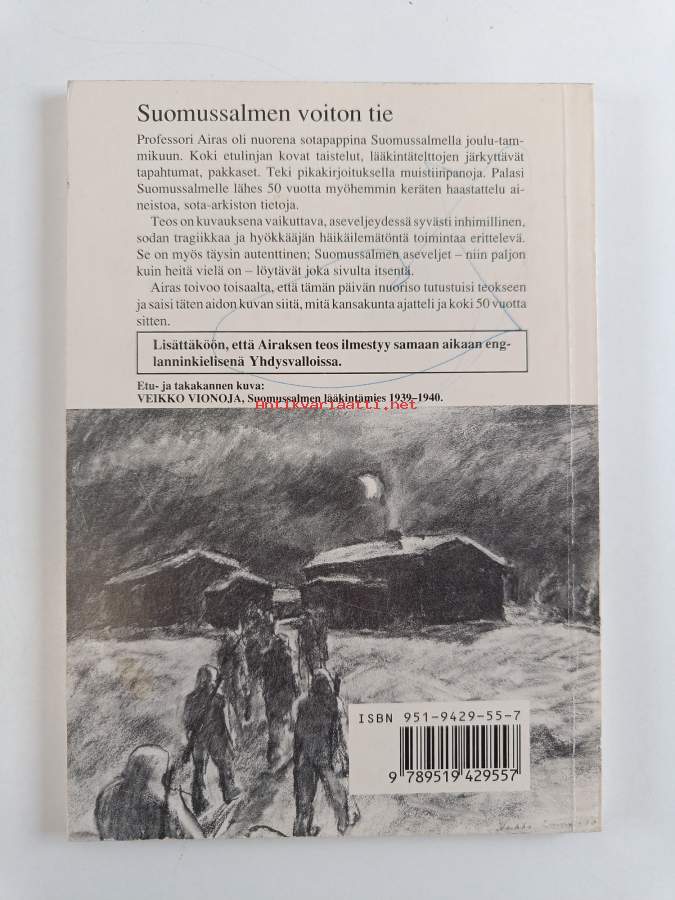 Suomussalmen voiton tie
Professori Airas oli nuorena sotapappina Suomussalmella joulu-tam-
mikuun. Koki etulinjan kovat taistelut, lääkintätelttojen järkyttävät
tapahtumat, pakkaset. Teki pikakirjoituksella muistiinpanoja. Palasi
Suomussalmelle lähes 50 vuotta myöhemmin keräten haastattelu ai-
neistoa, sota-arkiston tietoja.
Teos on kuvauksena vaikuttava, aseveljeydessä syvästi inhimillinen,
sodan tragiikkaa ja hyökkääjän häikäilemätöntä toimintaa erittelevä.
Se on myös täysin autenttinen; Suomussalmen aseveljet – niin paljon
kuin heitä vielä on – löytävät joka sivulta itsentä.
Airas toivoo toisaalta, että tämän päivän nuoriso tutustuisi teokseen
ja saisi täten aidon kuvan siitä, mitä kansakunta ajatteli ja koki 50 vuotta
sitten.
Lisättäköön, että Airaksen teos ilmestyy samaan aikaan eng-
lanninkielisenä Yhdysvalloissa.
Etu- ja takakannen kuva:
VEIKKO VIONOJA, Suomussalmen lääkintämies 1939–1940.
Antikvariaatti.net
ISBN 951-9429-55-7
9 789519 429557